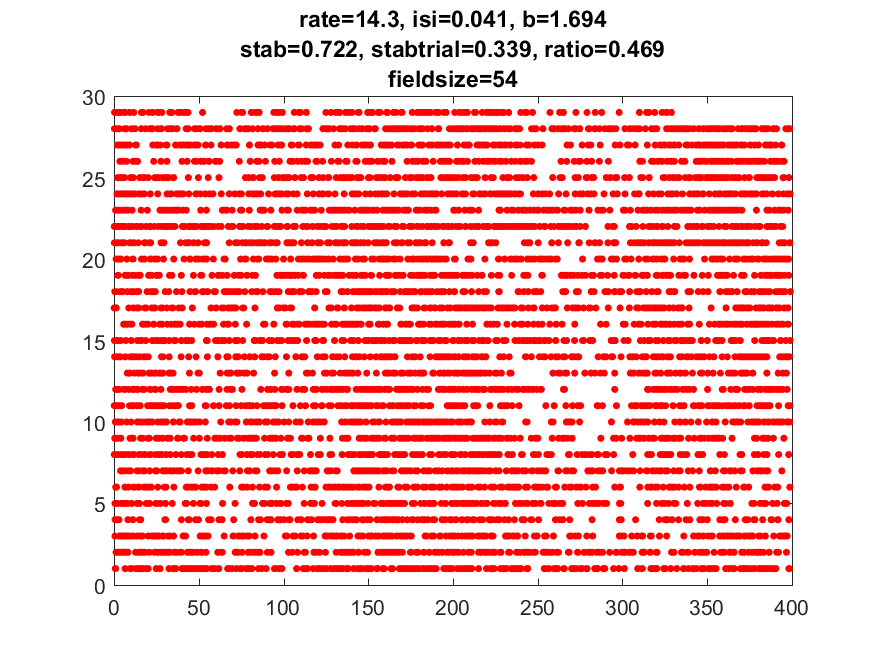 rate=14.3, isi=0.041, b=1.694
stab=0.722, stabtrial=0.339, ratio=0.469
fieldsize=54
30
25
20
15
10
5
0
0 50 100 150 200 250 300 350 400